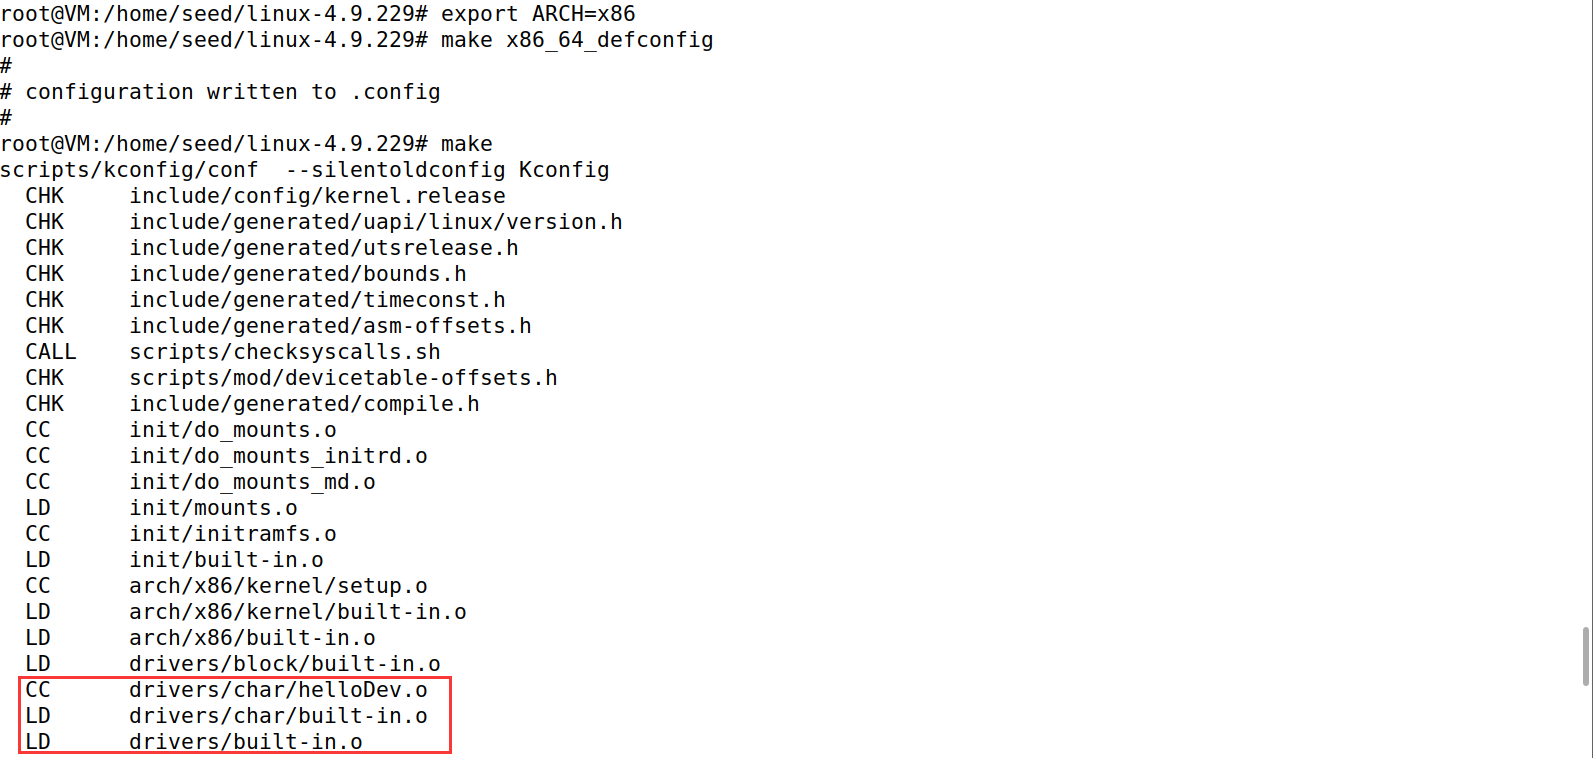 root@VM:/home/seed/linux-4.9.229# export ARCH=x86
root@VM:/home/seed/linux-4.9.229# make x86_64_defconfig
#
# configuration written to .config
#
root@VM:/home/seed/linux-4.9.229# make
scripts/kconfig/conf  --silentoldconfig Kconfig
  CHK     include/config/kernel.release
  CHK     include/generated/uapi/linux/version.h
  CHK     include/generated/utsrelease.h
  CHK     include/generated/bounds.h
  CHK     include/generated/timeconst.h
  CHK     include/generated/asm-offsets.h
  CALL    scripts/checksyscalls.sh
  CHK     scripts/mod/devicetable-offsets.h
  CHK     include/generated/compile.h
  CC      init/do_mounts.o
  CC      init/do_mounts_initrd.o
  CC      init/do_mounts_md.o
  LD      init/mounts.o
  CC      init/initramfs.o
  LD      init/built-in.o
  CC      arch/x86/kernel/setup.o
  LD      arch/x86/kernel/built-in.o
  LD      arch/x86/built-in.o
  LD      drivers/block/built-in.o
  CC      drivers/char/helloDev.o
  LD      drivers/char/built-in.o
  LD      drivers/built-in.o